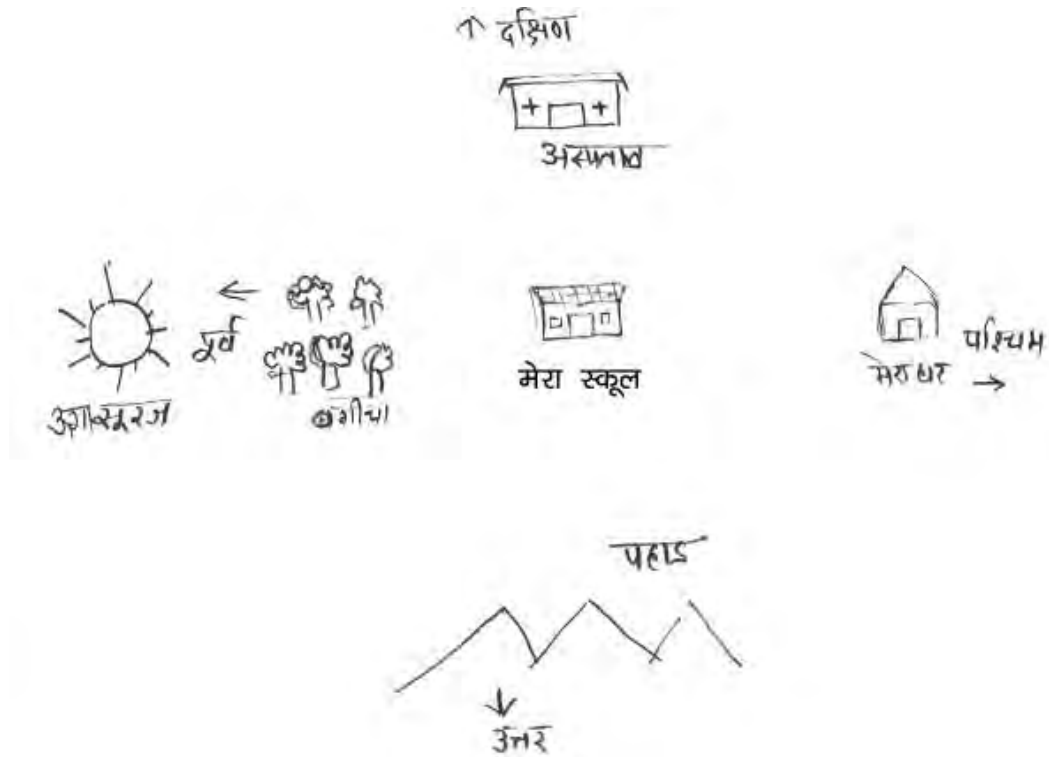 ↑ दक्षिण
अस्पताल
← पूर्व
उगा सूरज
बगीचा
मेरा स्कूल
मेरा घर
पश्चिम →
पहाड
↓
उत्तर